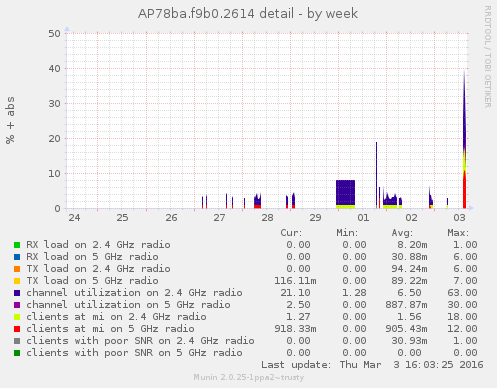 AP78ba.f9b0.2614 detail - by week
RRDTOOL / TOBI OETIKER
% + abs
50
40
30
20
10
0
24 25 26 27 28 29 01 02 03
Cur: Min: Avg: Max:
RX load on 2.4 GHz radio 0.00 0.00 8.20m 1.00
RX load on 5 GHz radio 0.00 0.00 30.88m 6.00
TX load on 2.4 GHz radio 0.00 0.00 94.24m 6.00
TX load on 5 GHz radio 116.11m 0.00 89.22m 7.00
channel utilization on 2.4 GHz radio 21.10 1.28 6.50 63.00
channel utilization on 5 GHz radio 2.50 0.00 887.87m 30.00
clients at mi on 2.4 GHz radio 1.27 0.00 1.56 18.00
clients at mi on 5 GHz radio 918.33m 0.00 905.43m 12.00
clients with poor SNR on 2.4 GHz radio 0.00 0.00 30.93m 1.00
clients with poor SNR on 5 GHz radio 0.00 0.00 0.00 0.00
Last update: Thu Mar 3 16:03:25 2016
Munin 2.0.25-1ppa2~trusty